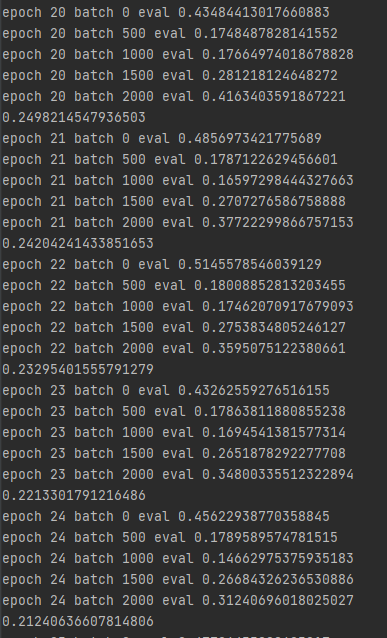 epoch 20 batch 0 eval 0.43484413017660883
epoch 20 batch 500 eval 0.1748487828141552
epoch 20 batch 1000 eval 0.17664974018678828
epoch 20 batch 1500 eval 0.281218124648272
epoch 20 batch 2000 eval 0.4163403591867221
0.2498214547936503
epoch 21 batch 0 eval 0.4856973421775689
epoch 21 batch 500 eval 0.1787122629456601
epoch 21 batch 1000 eval 0.16597298444327663
epoch 21 batch 1500 eval 0.2707276586758888
epoch 21 batch 2000 eval 0.37722299866757153
0.24204241433851653
epoch 22 batch 0 eval 0.5145578546039129
epoch 22 batch 500 eval 0.18008852813203455
epoch 22 batch 1000 eval 0.17462070917679093
epoch 22 batch 1500 eval 0.2753834805246127
epoch 22 batch 2000 eval 0.3595075122380661
0.23295401555791279
epoch 23 batch 0 eval 0.43262559276516155
epoch 23 batch 500 eval 0.17863811880855238
epoch 23 batch 1000 eval 0.1694541381577314
epoch 23 batch 1500 eval 0.2651878292277708
epoch 23 batch 2000 eval 0.34800335512322894
0.2213301791216486
epoch 24 batch 0 eval 0.45622938770358845
epoch 24 batch 500 eval 0.1789589574781515
epoch 24 batch 1000 eval 0.14662975375935183
epoch 24 batch 1500 eval 0.26684326236530886
epoch 24 batch 2000 eval 0.31240696018025027
0.21240636607814806